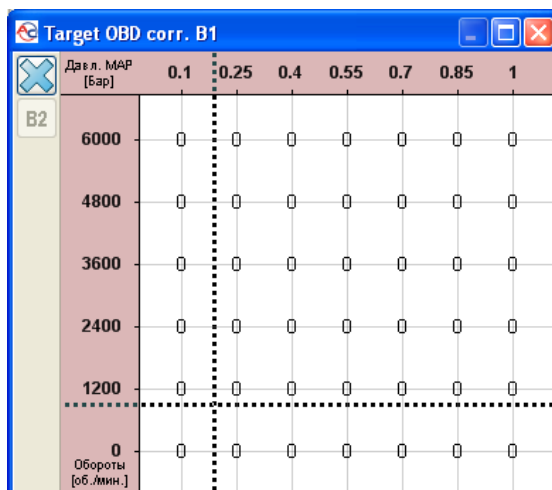 Target OBD corr. B1
Давл. MAP 0.1 0.25 0.4 0.55 0.7 0.85 1
[Бар]
B2
6000 0 0 0 0 0 0 0
4800 0 0 0 0 0 0 0
3600 0 0 0 0 0 0 0
2400 0 0 0 0 0 0 0
1200 0 0 0 0 0 0 0
0 0 0 0 0 0 0 0
Обороты
[об./мин.]